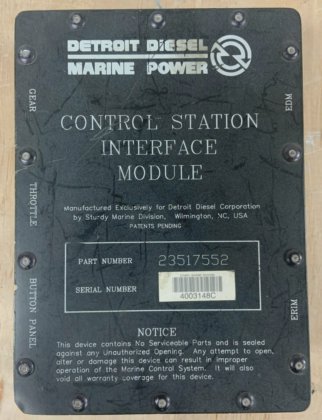 DETROIT DIESEL
MARINE POWER
GEAR
EDM
CONTROL STATION
INTERFACE
MODULE
THROTTLE
Manufactured Exclusively for Detroit Diesel Corporation
by Sturdy Marine Division, Wilmington, NC, USA
PATENTS PENDING
PART NUMBER 23517552
SERIAL NUMBER 4003148C
BUTTON PANEL
ERIM
NOTICE
This device contains No Serviceable Parts and is sealed
against any Unauthorized Opening. Any attempt to open,
alter or damage this device can result in improper
operation of the Marine Control System. It will also
void all warranty coverage for this device.